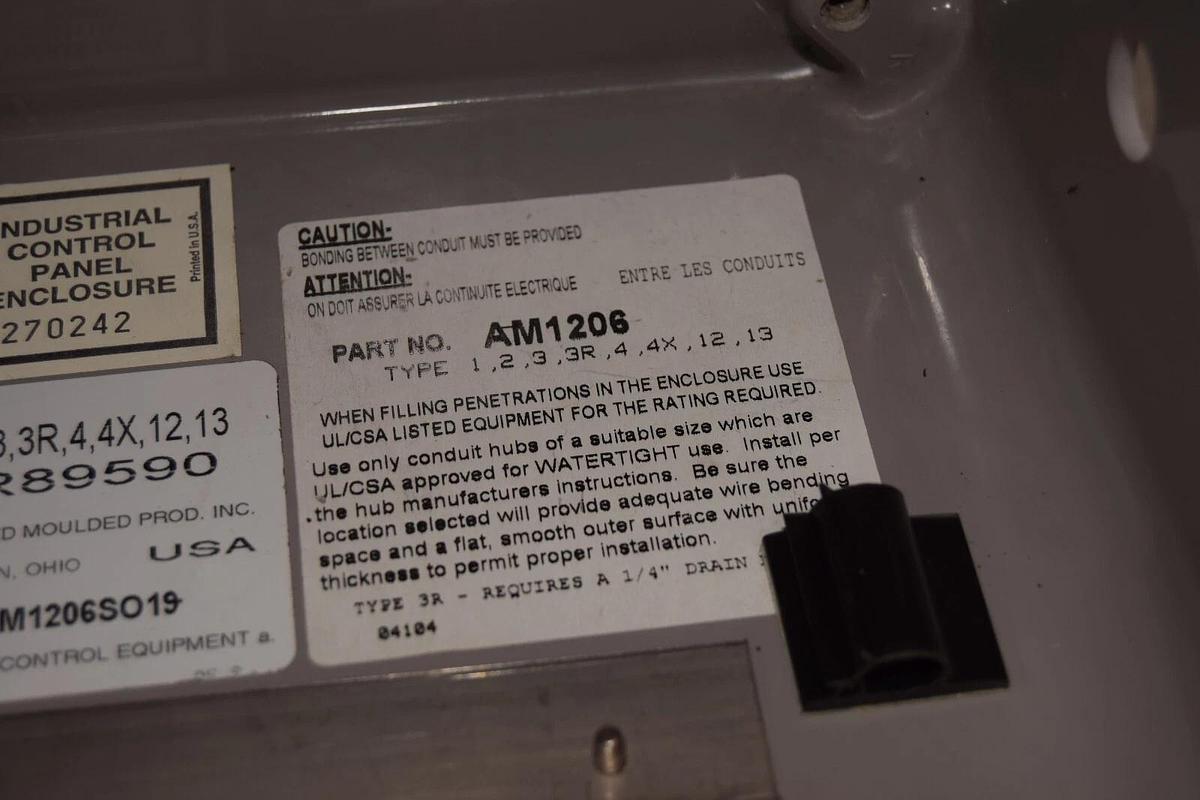 INDUSTRIAL
CONTROL
PANEL
ENCLOSURE
270242
Printed in U.S.A.
3R,4,4X,12,13
R89590
MOULDED PROD. INC.
OHIO USA
M1206SO19
CONTROL EQUIPMENT a.
CAUTION-
BONDING BETWEEN CONDUIT MUST BE PROVIDED
ATTENTION-
ON DOIT ASSURER LA CONTINUITE ELECTRIQUE ENTRE LES CONDUITS
PART NO. AM1206
TYPE 1,2,3,3R,4,4X,12,13
WHEN FILLING PENETRATIONS IN THE ENCLOSURE USE
UL/CSA LISTED EQUIPMENT FOR THE RATING REQUIRED.
Use only conduit hubs of a suitable size which are
UL/CSA approved for WATERTIGHT use. Install per
the hub manufacturers instructions. Be sure the
location selected will provide adequate wire bending
space and a flat, smooth outer surface with
thickness to permit proper installation.
TYPE 3R - REQUIRES A 1/4" DRAIN
04104